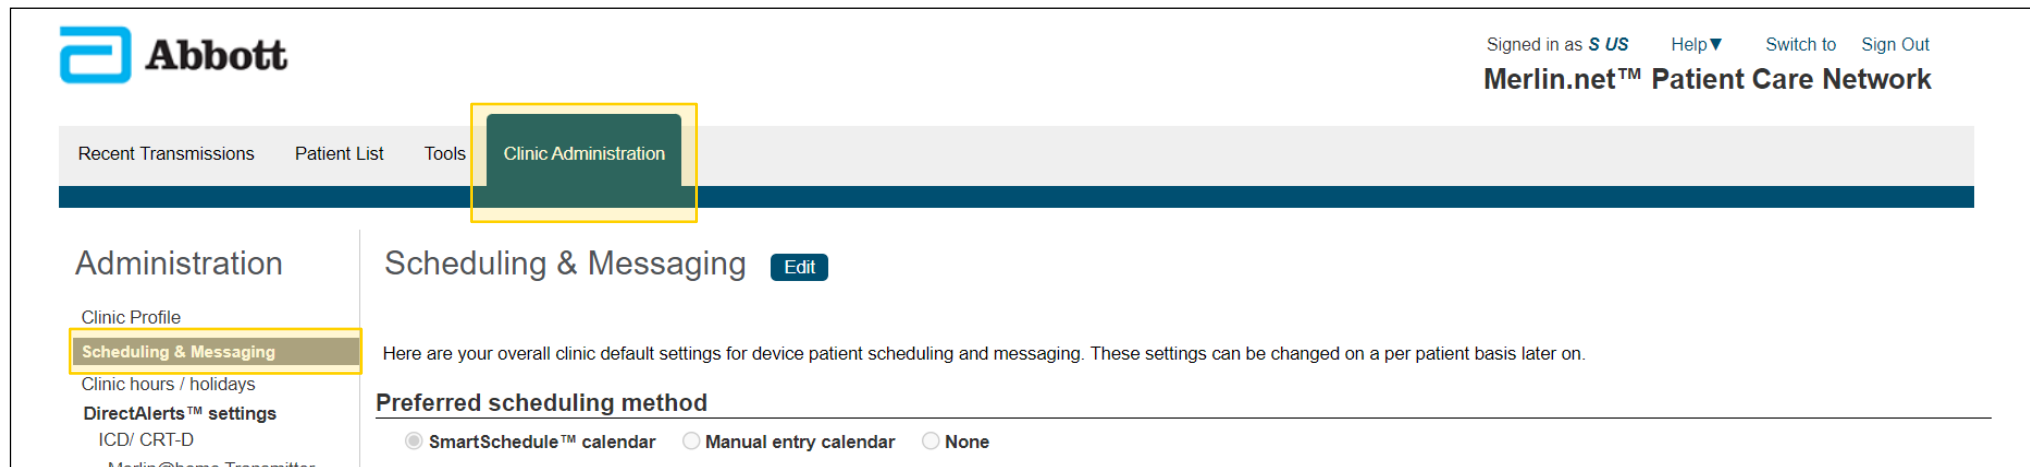 Abbott
Signed in as S US Help▼ Switch to Sign Out
Merlin.net™ Patient Care Network
Recent Transmissions Patient List Tools Clinic Administration
Administration
Clinic Profile
Scheduling & Messaging
Clinic hours / holidays
DirectAlerts™ settings
ICD/ CRT-D
Merlin@home Transmitter
Scheduling & Messaging Edit
Here are your overall clinic default settings for device patient scheduling and messaging. These settings can be changed on a per patient basis later on.
Preferred scheduling method
SmartSchedule™ calendar Manual entry calendar None